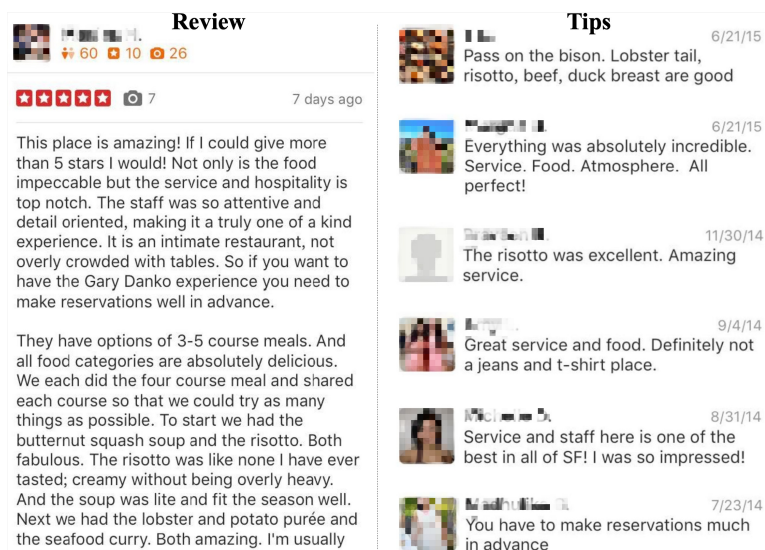 Review
60 10 26
7 7 days ago
This place is amazing! If I could give more
than 5 stars I would! Not only is the food
impeccable but the service and hospitality is
top notch. The staff was so attentive and
detail oriented, making it a truly one of a kind
experience. It is an intimate restaurant, not
overly crowded with tables. So if you want to
have the Gary Danko experience you need to
make reservations well in advance.
They have options of 3-5 course meals. And
all food categories are absolutely delicious.
We each did the four course meal and shared
each course so that we could try as many
things as possible. To start we had the
butternut squash soup and the risotto. Both
fabulous. The risotto was like none I have ever
tasted; creamy without being overly heavy.
And the soup was lite and fit the season well.
Next we had the lobster and potato purée and
the seafood curry. Both amazing. I'm usually
Tips
6/21/15
Pass on the bison. Lobster tail,
risotto, beef, duck breast are good
6/21/15
Everything was absolutely incredible.
Service. Food. Atmosphere. All
perfect!
11/30/14
The risotto was excellent. Amazing
service.
9/4/14
Great service and food. Definitely not
a jeans and t-shirt place.
8/31/14
Service and staff here is one of the
best in all of SF! I was so impressed!
7/23/14
You have to make reservations much
in advance